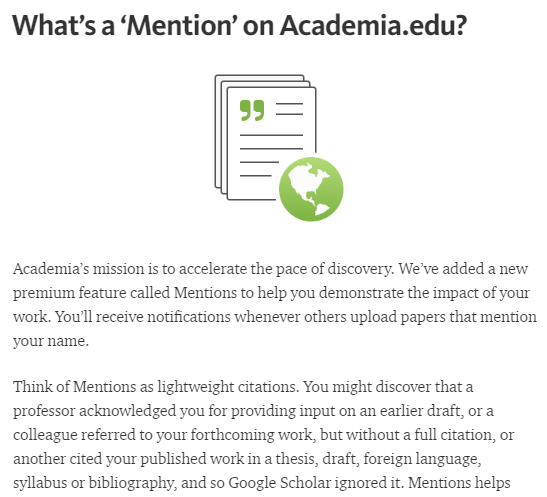 What's a ‘Mention’ on Academia.edu?
Academia's mission is to accelerate the pace of discovery. We've added a new
premium feature called Mentions to help you demonstrate the impact of your
work. You'll receive notifications whenever others upload papers that mention
your name.
Think of Mentions as lightweight citations. You might discover that a
professor acknowledged you for providing input on an earlier draft, or a
colleague referred to your forthcoming work, but without a full citation, or
another cited your published work in a thesis, draft, foreign language,
syllabus or bibliography, and so Google Scholar ignored it. Mentions helps